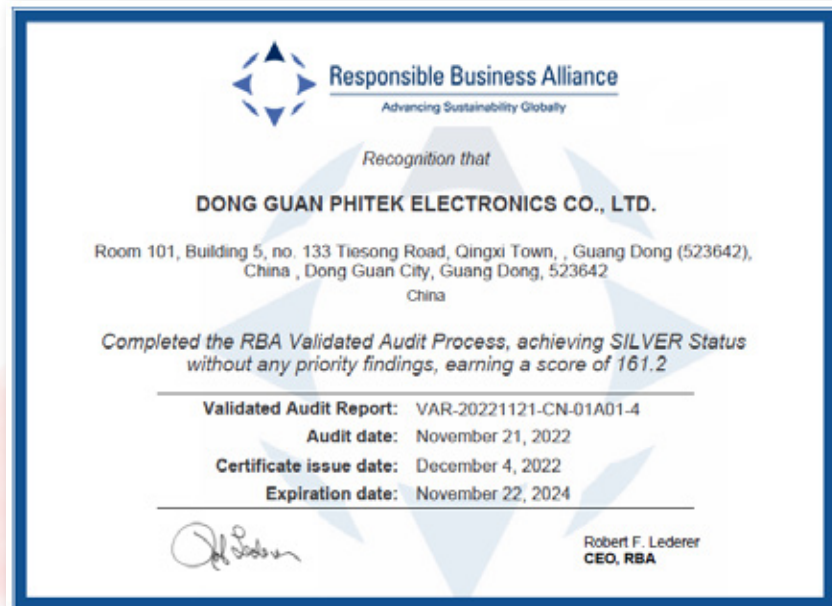 Responsible Business Alliance
Advancing Sustainability Globally
Recognition that
DONG GUAN PHITEK ELECTRONICS CO., LTD.
Room 101, Building 5, no. 133 Tiesong Road, Qingxi Town, , Guang Dong (523642),
China , Dong Guan City, Guang Dong, 523642
China
Completed the RBA Validated Audit Process, achieving SILVER Status
without any priority findings, earning a score of 161.2
Validated Audit Report: VAR-20221121-CN-01A01-4
Audit date: November 21, 2022
Certificate issue date: December 4, 2022
Expiration date: November 22, 2024
Robert F. Lederer
CEO, RBA